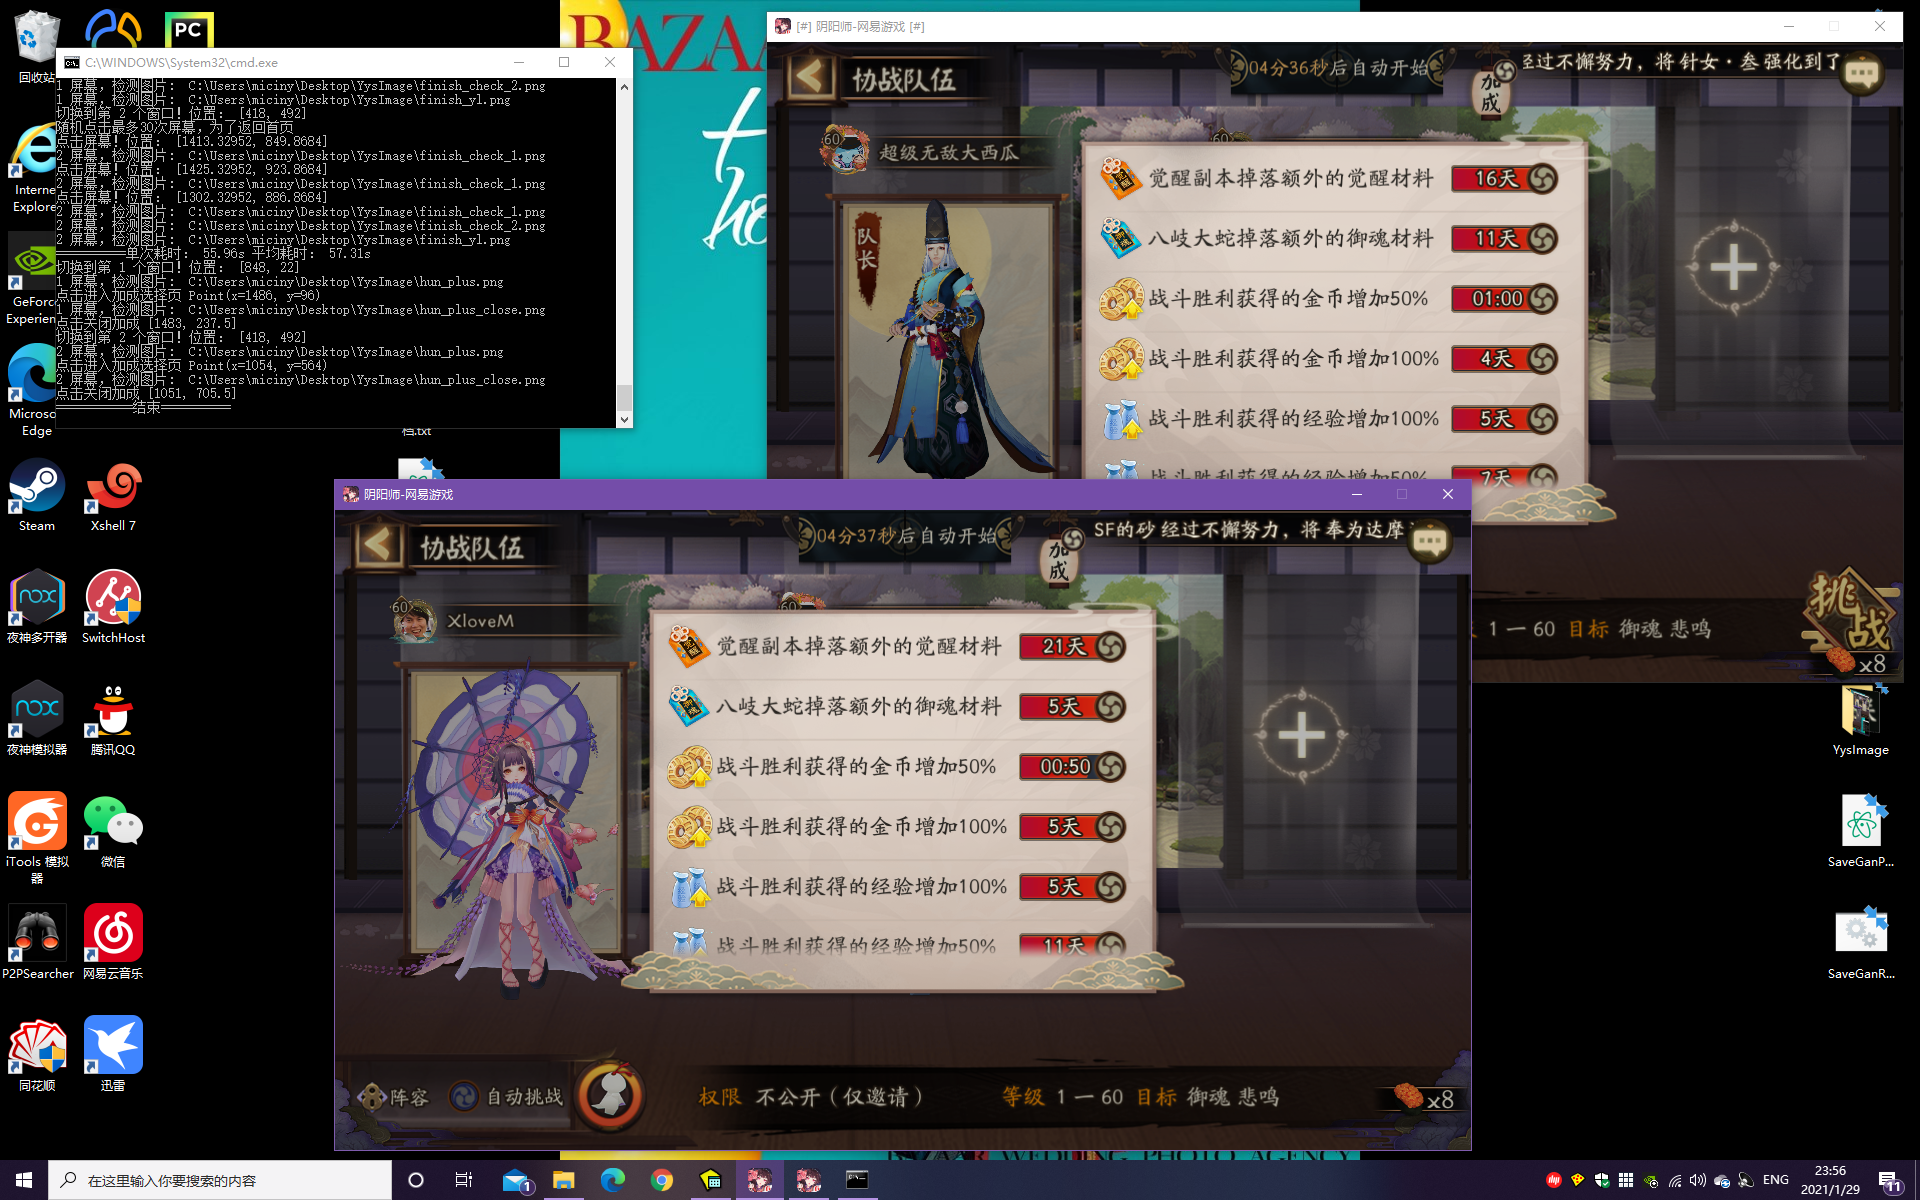 回收站
PC
C:\WINDOWS\System32\cmd.exe
1 屏幕，检测图片： C:\Users\miciny\Desktop\YysImage\finish_check_2.png
1 屏幕，检测图片： C:\Users\miciny\Desktop\YysImage\finish_yl.png
切换到第 2 个窗口！位置： [418, 492]
随机点击最多30次屏幕，为了返回首页
点击屏幕！位置： [1413.32952, 849.8684]
2 屏幕，检测图片： C:\Users\miciny\Desktop\YysImage\finish_check_1.png
点击屏幕！位置： [1425.32952, 923.8684]
2 屏幕，检测图片： C:\Users\miciny\Desktop\YysImage\finish_check_1.png
点击屏幕！位置： [1302.32952, 886.8684]
2 屏幕，检测图片： C:\Users\miciny\Desktop\YysImage\finish_check_1.png
2 屏幕，检测图片： C:\Users\miciny\Desktop\YysImage\finish_check_2.png
2 屏幕，检测图片： C:\Users\miciny\Desktop\YysImage\finish_yl.png
==========单次耗时： 55.96s 平均耗时： 57.31s
切换到第 1 个窗口！位置： [848, 22]
1 屏幕，检测图片： C:\Users\miciny\Desktop\YysImage\hun_plus.png
点击进入加成选择页 Point(x=1486, y=96)
1 屏幕，检测图片： C:\Users\miciny\Desktop\YysImage\hun_plus_close.png
点击关闭加成 [1483, 237.5]
切换到第 2 个窗口！位置： [418, 492]
2 屏幕，检测图片： C:\Users\miciny\Desktop\YysImage\hun_plus.png
点击进入加成选择页 Point(x=1054, y=564)
2 屏幕，检测图片： C:\Users\miciny\Desktop\YysImage\hun_plus_close.png
点击关闭加成 [1051, 705.5]
===========结束==========
Interne
Explore
GeForce
Experien
Microso
Edge
档.txt
Steam
Xshell 7
夜神多开器
SwitchHost
夜神模拟器
腾讯QQ
iTools 模拟器
微信
P2PSearcher
网易云音乐
同花顺
迅雷
YysImage
SaveGanP...
SaveGanR...
BAZA
[#] 阴阳师-网易游戏 [#]
协战队伍
04分36秒后自动开始
加成
经过不懈努力，将 针女·叁 强化到了
60
超级无敌大西瓜
队长
觉醒副本掉落额外的觉醒材料 16天
八岐大蛇掉落额外的御魂材料 11天
战斗胜利获得的金币增加50% 01:00
战斗胜利获得的金币增加100% 4天
战斗胜利获得的经验增加100% 5天
战斗胜利获得的经验增加50% 7天
1 一 60 目标 御魂 悲鸣
挑战
x8
阴阳师-网易游戏
协战队伍
04分37秒后自动开始
加成
SF的砂 经过不懈努力，将 奉为达摩
60
XloveM
觉醒副本掉落额外的觉醒材料 21天
八岐大蛇掉落额外的御魂材料 5天
战斗胜利获得的金币增加50% 00:50
战斗胜利获得的金币增加100% 5天
战斗胜利获得的经验增加100% 5天
战斗胜利获得的经验增加50% 11天
阵容
自动挑战
权限 不公开（仅邀请） 等级 1 一 60 目标 御魂 悲鸣
x8
在这里输入你要搜索的内容
1
ENG
23:56
2021/1/29
11